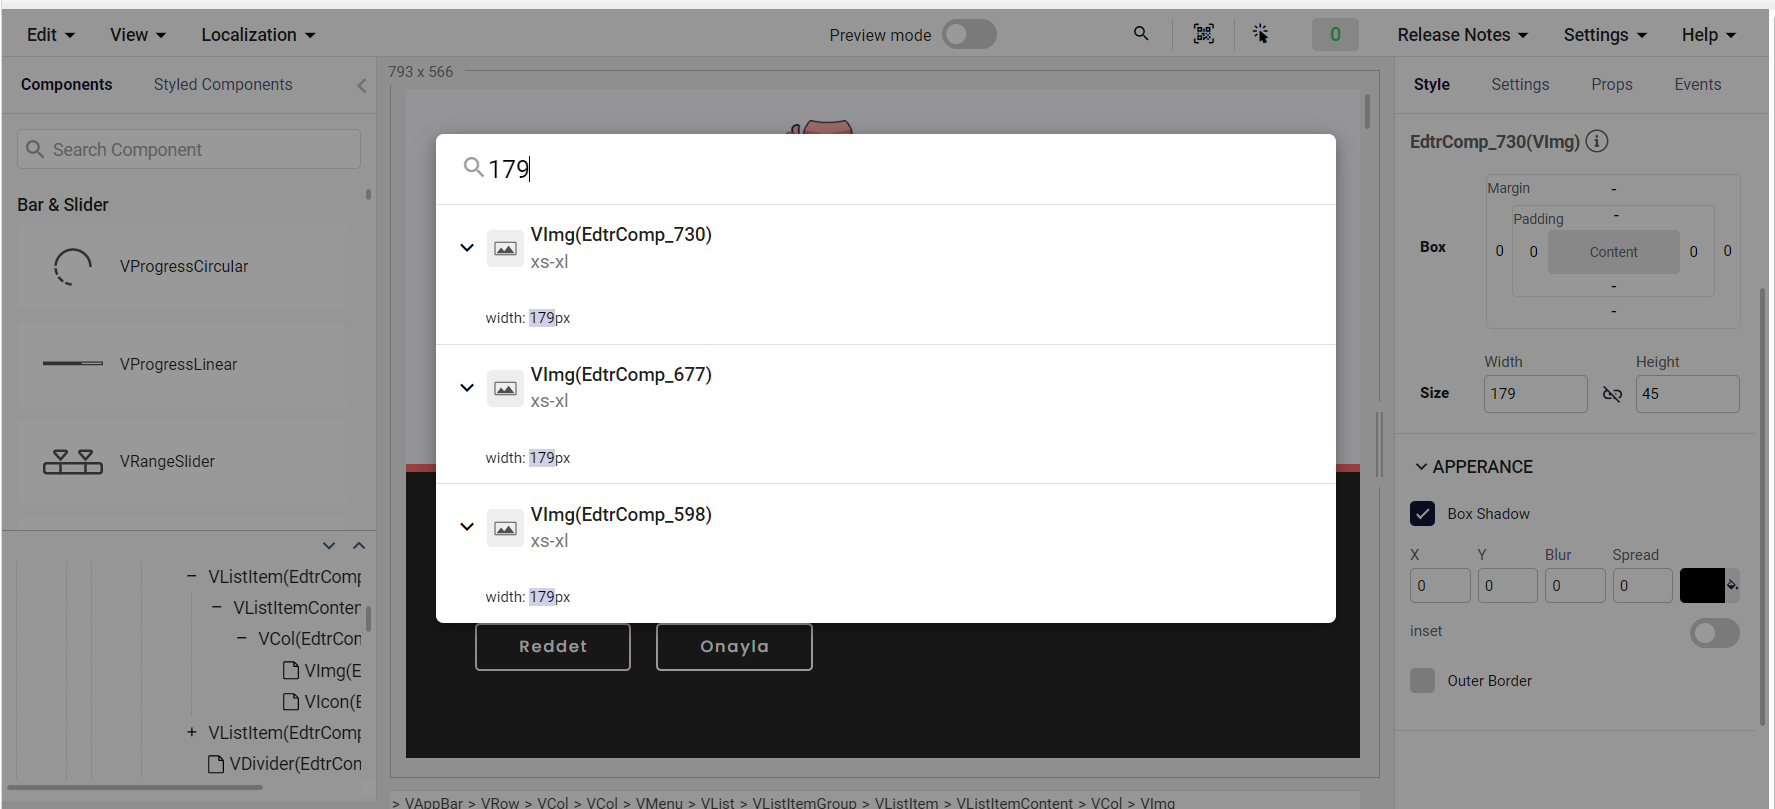 Edit View Localization Preview mode 0 Release Notes Settings Help
Components Styled Components
Search Component
Bar & Slider
VProgressCircular
VProgressLinear
VRangeSlider
VListItem(EdtrComp
VListItemConten
VCol(EdtrCon
VImg(E
VIcon(E
VListItem(EdtrComp
VDivider(EdtrCon
793 x 566
179
VImg(EdtrComp_730)
xs-xl
width: 179px
VImg(EdtrComp_677)
xs-xl
width: 179px
VImg(EdtrComp_598)
xs-xl
width: 179px
Reddet Onayla
> VAppBar > VRow > VCol > VCol > VMenu > VList > VListItemGroup > VListItem > VListItemContent > VCol > VImg
Style Settings Props Events
EdtrComp_730(VImg)
Margin -
Padding -
Box 0 0 Content 0 0
-
-
Width Height
Size 179 45
APPERANCE
Box Shadow
X Y Blur Spread
0 0 0 0
inset
Outer Border